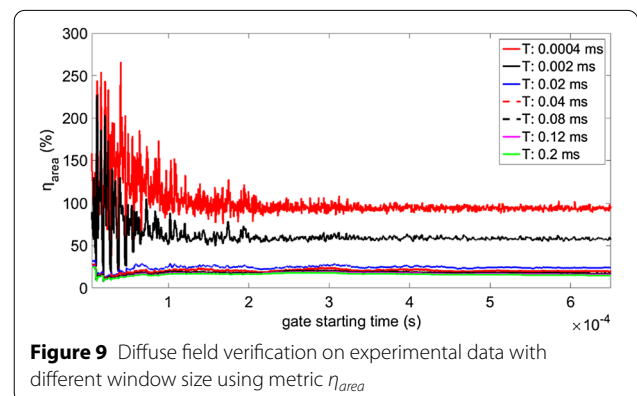 300
250
200
150
100
50
0
η_area (%)
T: 0.0004 ms
T: 0.002 ms
T: 0.02 ms
T: 0.04 ms
T: 0.08 ms
T: 0.12 ms
T: 0.2 ms
1 2 3 4 5 6
gate starting time (s)
×10⁻⁴
Figure 9 Diffuse field verification on experimental data with
different window size using metric η_area